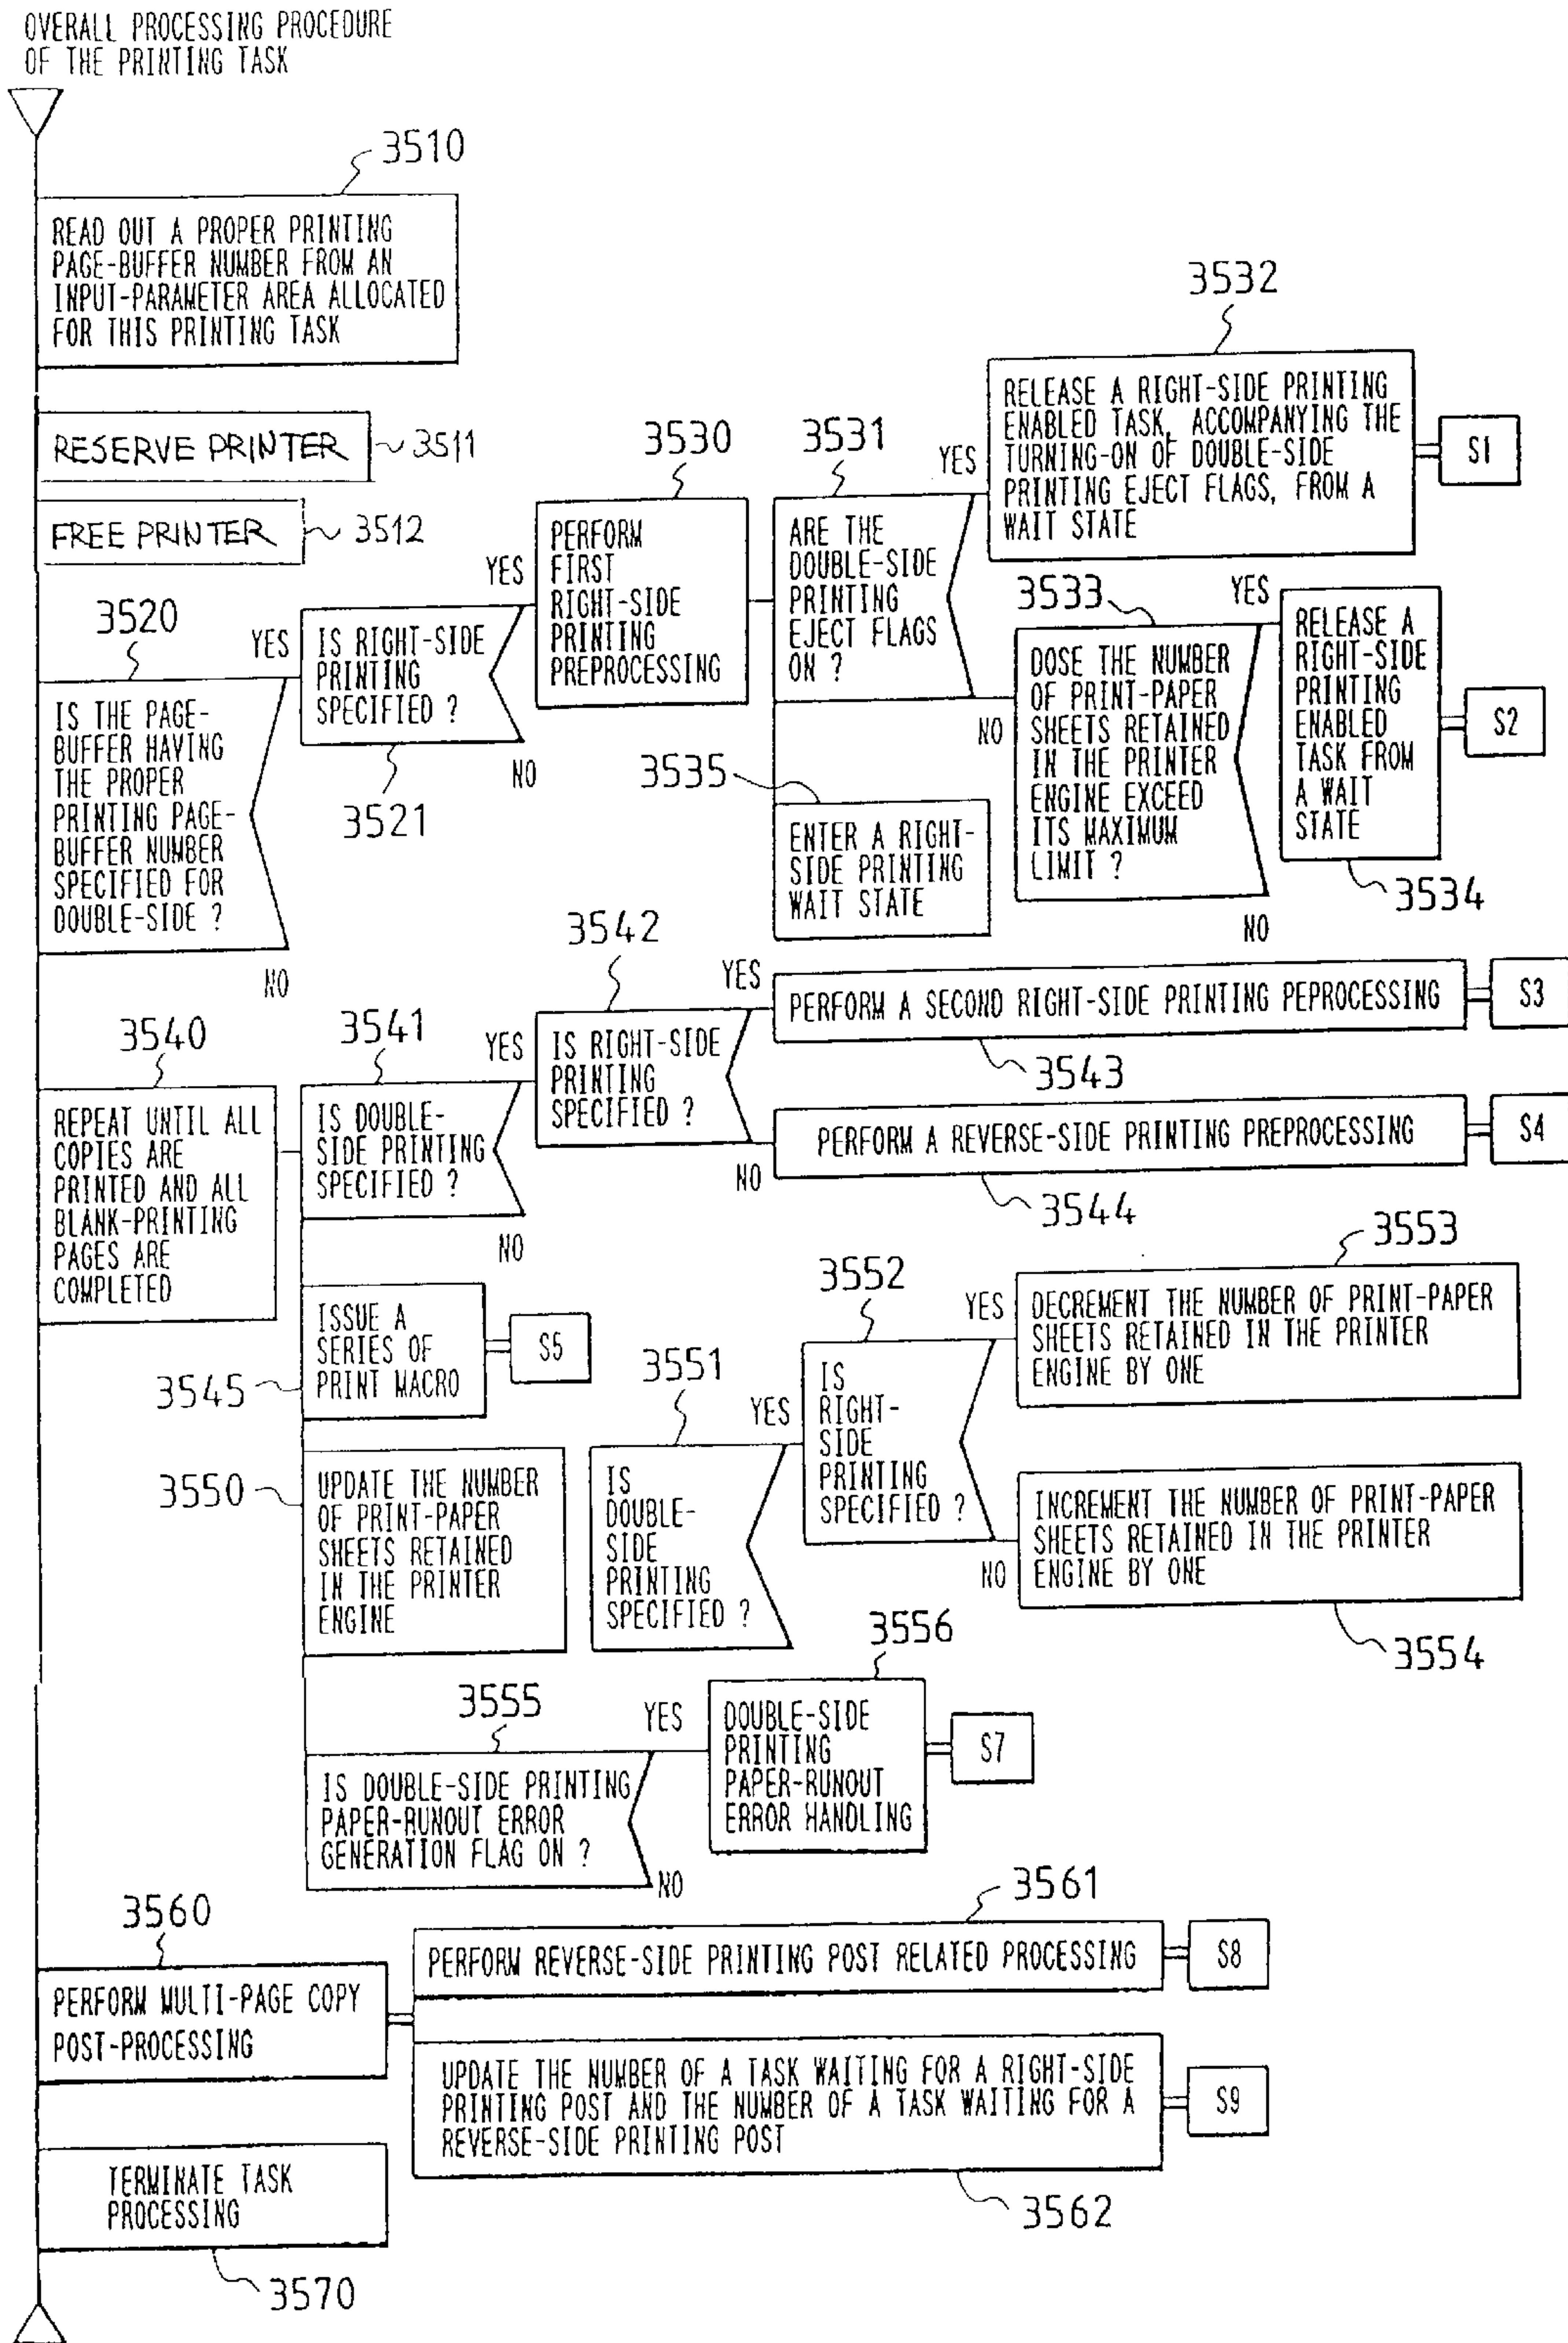 OVERALL PROCESSING PROCEDURE
OF THE PRINTING TASK
3510
READ OUT A PROPER PRINTING
PAGE-BUFFER NUMBER FROM AN
INPUT-PARAMETER AREA ALLOCATED
FOR THIS PRINTING TASK
RESERVE PRINTER
3511
FREE PRINTER
3512
3520
IS THE PAGE-
BUFFER HAVING
THE PROPER
PRINTING PAGE-
BUFFER NUMBER
SPECIFIED FOR
DOUBLE-SIDE ?
YES
NO
IS RIGHT-SIDE
PRINTING
SPECIFIED ?
3521
YES
NO
3530
PERFORM
FIRST
RIGHT-SIDE
PRINTING
PREPROCESSING
3531
ARE THE
DOUBLE-SIDE
PRINTING
EJECT FLAGS
ON ?
YES
NO
3532
RELEASE A RIGHT-SIDE PRINTING
ENABLED TASK, ACCOMPANYING THE
TURNING-ON OF DOUBLE-SIDE
PRINTING EJECT FLAGS, FROM A
WAIT STATE
S1
3533
DOSE THE NUMBER
OF PRINT-PAPER
SHEETS RETAINED
IN THE PRINTER
ENGINE EXCEED
ITS MAXIMUM
LIMIT ?
YES
NO
RELEASE A
RIGHT-SIDE
PRINTING
ENABLED
TASK FROM
A WAIT
STATE
3534
S2
3535
ENTER A RIGHT-
SIDE PRINTING
WAIT STATE
3540
REPEAT UNTIL ALL
COPIES ARE
PRINTED AND ALL
BLANK-PRINTING
PAGES ARE
COMPLETED
3541
IS DOUBLE-
SIDE PRINTING
SPECIFIED ?
YES
NO
3542
IS RIGHT-SIDE
PRINTING
SPECIFIED ?
YES
NO
PERFORM A SECOND RIGHT-SIDE PRINTING PEPROCESSING
S3
3543
PERFORM A REVERSE-SIDE PRINTING PREPROCESSING
S4
3544
ISSUE A
SERIES OF
PRINT MACRO
S5
3545
3550
UPDATE THE NUMBER
OF PRINT-PAPER
SHEETS RETAINED
IN THE PRINTER
ENGINE
3551
IS
DOUBLE-
SIDE
PRINTING
SPECIFIED ?
YES
3552
IS
RIGHT-
SIDE
PRINTING
SPECIFIED ?
YES
NO
3553
DECREMENT THE NUMBER OF PRINT-PAPER
SHEETS RETAINED IN THE PRINTER
ENGINE BY ONE
INCREMENT THE NUMBER OF PRINT-PAPER
SHEETS RETAINED IN THE PRINTER
ENGINE BY ONE
3554
3555
IS DOUBLE-SIDE PRINTING
PAPER-RUNOUT ERROR
GENERATION FLAG ON ?
YES
NO
3556
DOUBLE-SIDE
PRINTING
PAPER-RUNOUT
ERROR HANDLING
S7
3560
PERFORM MULTI-PAGE COPY
POST-PROCESSING
3561
PERFORM REVERSE-SIDE PRINTING POST RELATED PROCESSING
S8
UPDATE THE NUMBER OF A TASK WAITING FOR A RIGHT-SIDE
PRINTING POST AND THE NUMBER OF A TASK WAITING FOR A
REVERSE-SIDE PRINTING POST
S9
3562
TERMINATE TASK
PROCESSING
3570